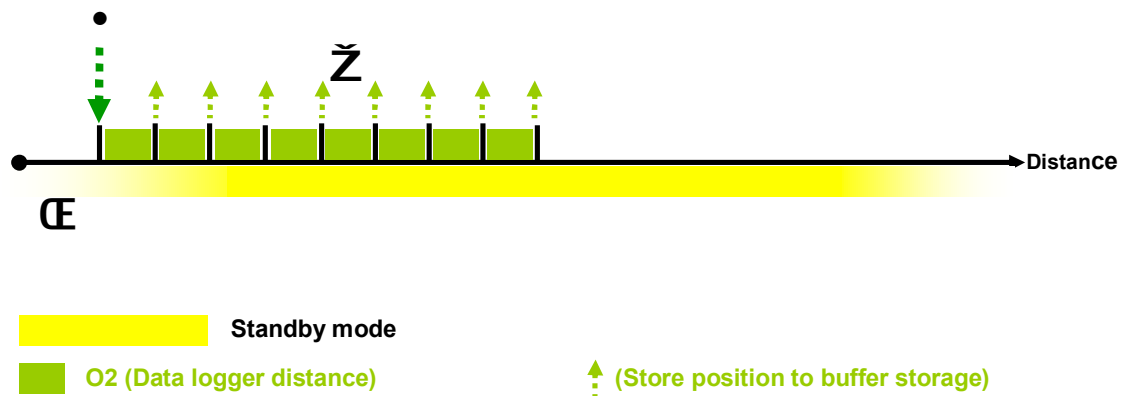 •
Ž
Distance
Œ
Standby mode
O2 (Data logger distance)
(Store position to buffer storage)